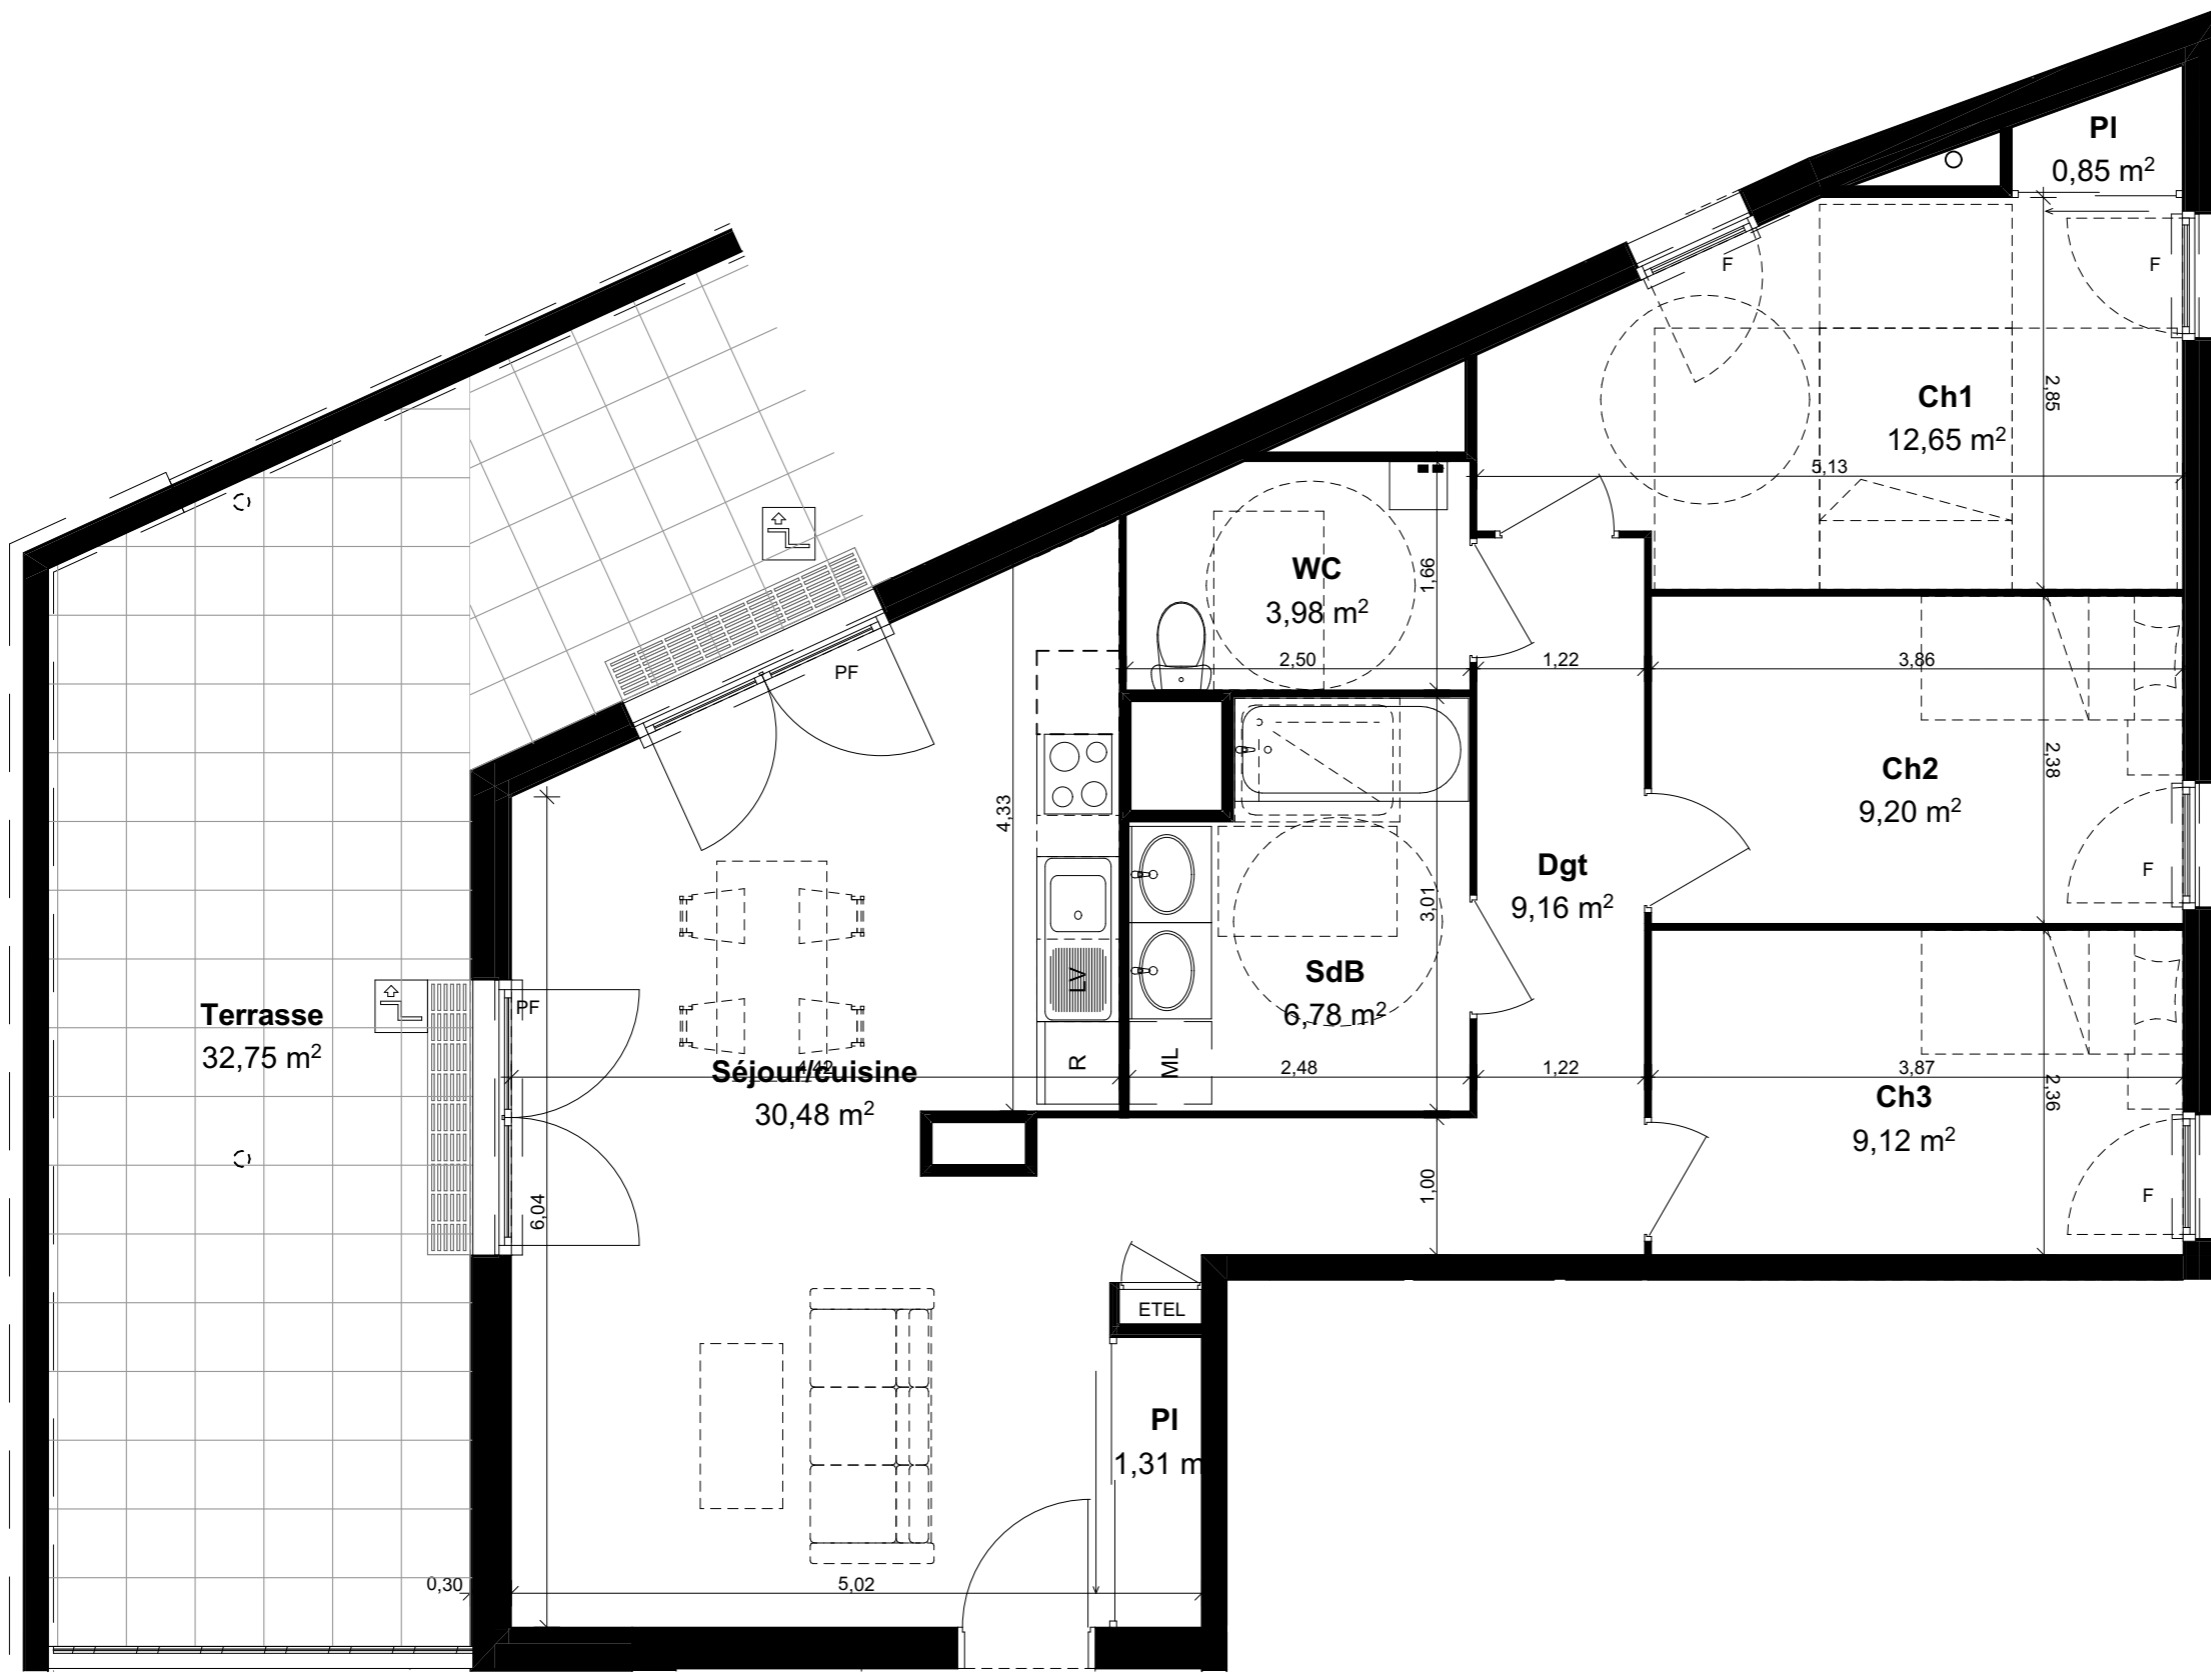 Pl
0,85 m²
F
F
Ch1
12,65 m²
2,85
5,13
WC
3,98 m²
1,66
2,50
1,22
3,86
PF
Ch2
9,20 m²
2,38
4,33
Dgt
9,16 m²
F
3,01
SdB
6,78 m²
LV
PF
Terrasse
32,75 m²
Séjour/cuisine
30,48 m²
4,42
R
ML
2,48
1,22
3,87
Ch3
9,12 m²
2,36
F
6,04
1,00
ETEL
Pl
1,31 m
0,30
5,02